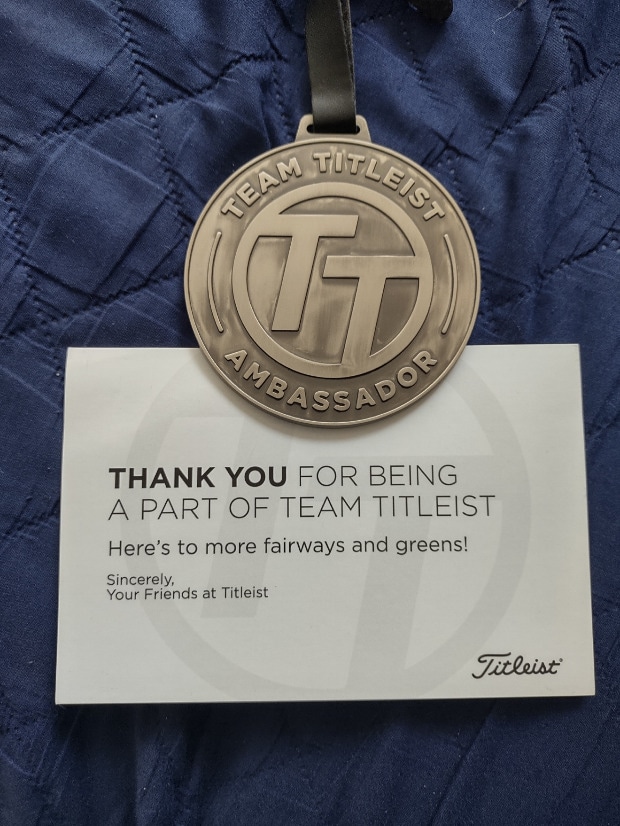 TEAM TITLEIST
TT
AMBASSADOR
THANK YOU FOR BEING
A PART OF TEAM TITLEIST
Here's to more fairways and greens!
Sincerely,
Your Friends at Titleist
Titleist®